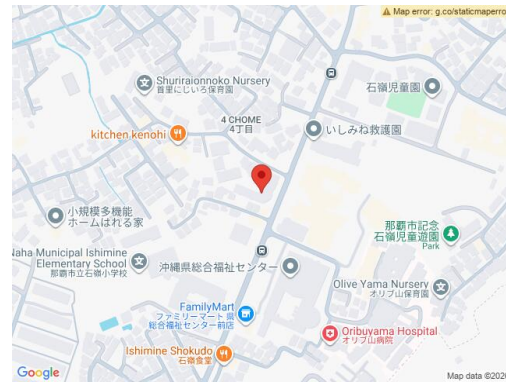 Map error: g.co/staticmaperro
Shuriraionnoko Nursery
首里にじいろ保育園
石嶺児童園
4 CHOME
4丁目
いしみね救護園
kitchen kenohi
小規模多機能
ホームはれる家
那覇市記念
石嶺児童遊園
Park
Naha Municipal Ishimine
Elementary School
那覇市立石嶺小学校
沖縄県総合福祉センター
Olive Yama Nursery
オリブ山保育園
FamilyMart
ファミリーマート 県
総合福祉センター前店
Oribuyama Hospital
オリブ山病院
Ishimine Shokudo
石嶺食堂
Google
Map data ©2026